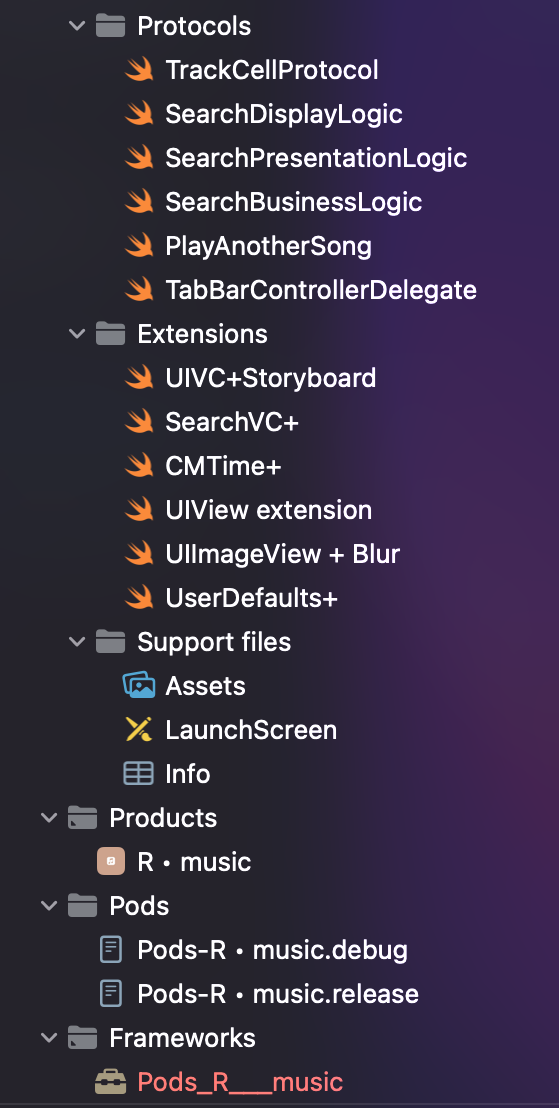 Protocols
TrackCellProtocol
SearchDisplayLogic
SearchPresentationLogic
SearchBusinessLogic
PlayAnotherSong
TabBarControllerDelegate
Extensions
UIVC+Storyboard
SearchVC+
CMTime+
UIView extension
UIImageView + Blur
UserDefaults+
Support files
Assets
LaunchScreen
Info
Products
R • music
Pods
Pods-R • music.debug
Pods-R • music.release
Frameworks
Pods_R___music